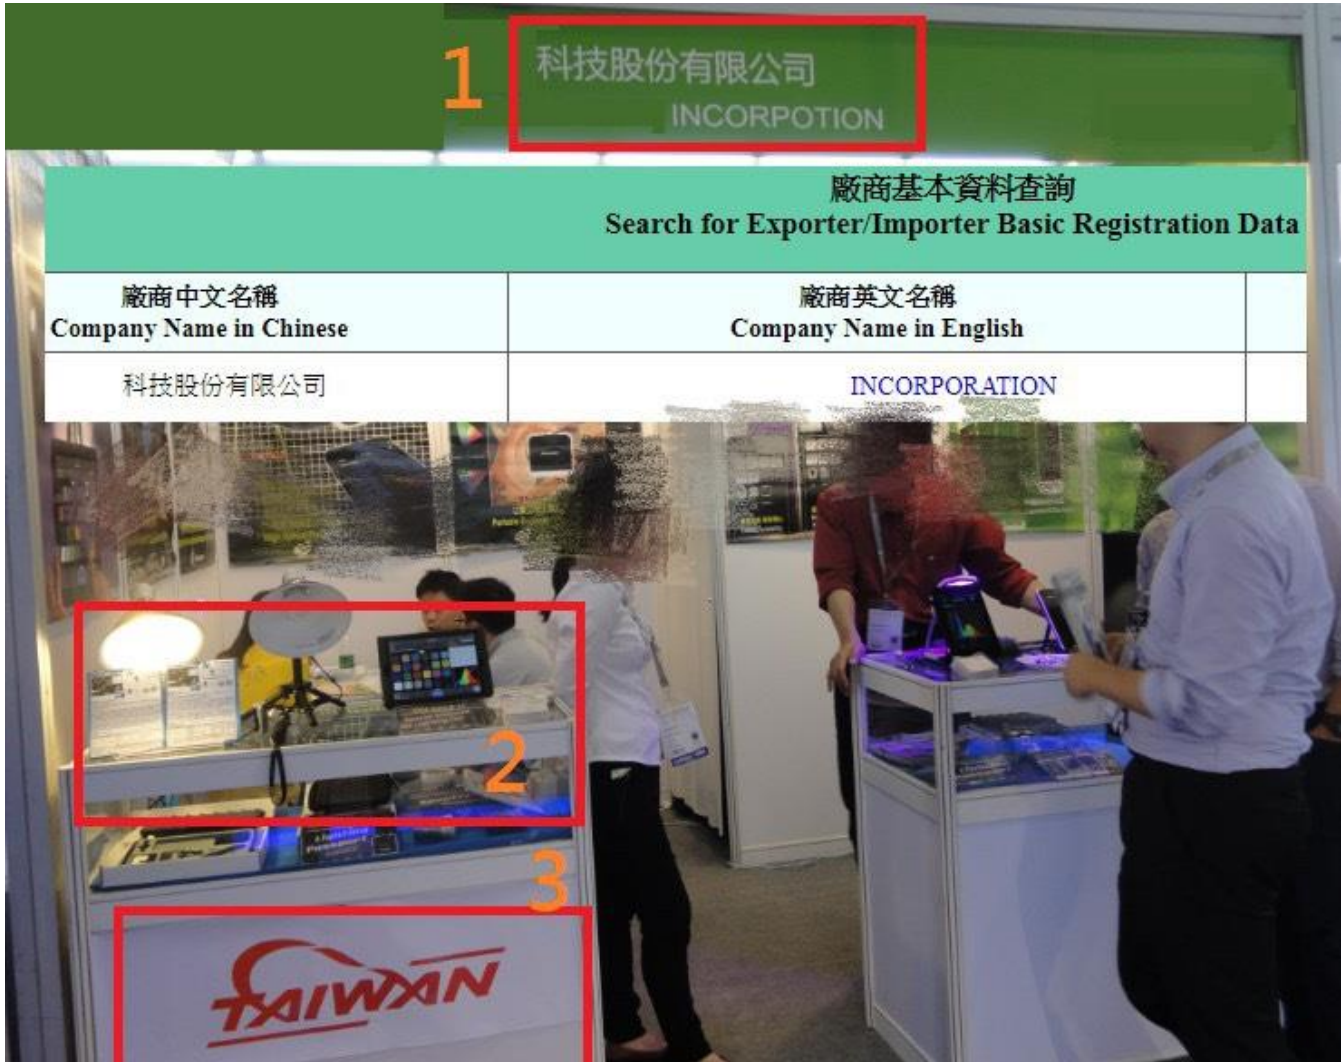 1
科技股份有限公司
INCORPOTION
廠商基本資料查詢
Search for Exporter/Importer Basic Registration Data
廠商中文名稱
Company Name in Chinese
廠商英文名稱
Company Name in English
科技股份有限公司
INCORPORATION
2
3
TAIWAN